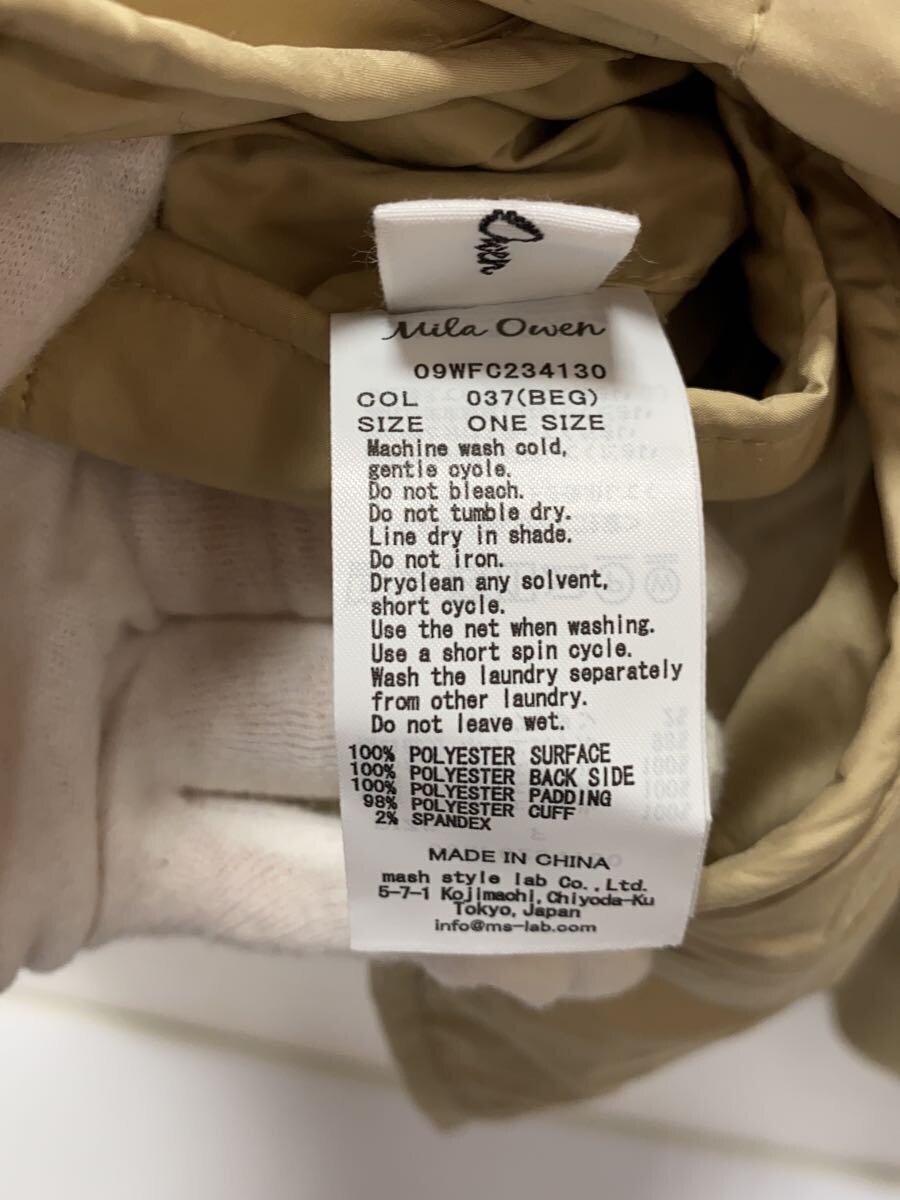 Owen
Mila Owen
09WFC234130
COL 037(BEG)
SIZE ONE SIZE
Machine wash cold,
gentle cycle.
Do not bleach.
Do not tumble dry.
Line dry in shade.
Do not iron.
Dryclean any solvent,
short cycle.
Use the net when washing.
Use a short spin cycle.
Wash the laundry separately
from other laundry.
Do not leave wet.
100% POLYESTER SURFACE
100% POLYESTER BACK SIDE
100% POLYESTER PADDING
98% POLYESTER CUFF
2% SPANDEX
MADE IN CHINA
mash style lab Co.,Ltd.
5-7-1 Kojimachi,Chiyoda-Ku
Tokyo, Japan
info@ms-lab.com